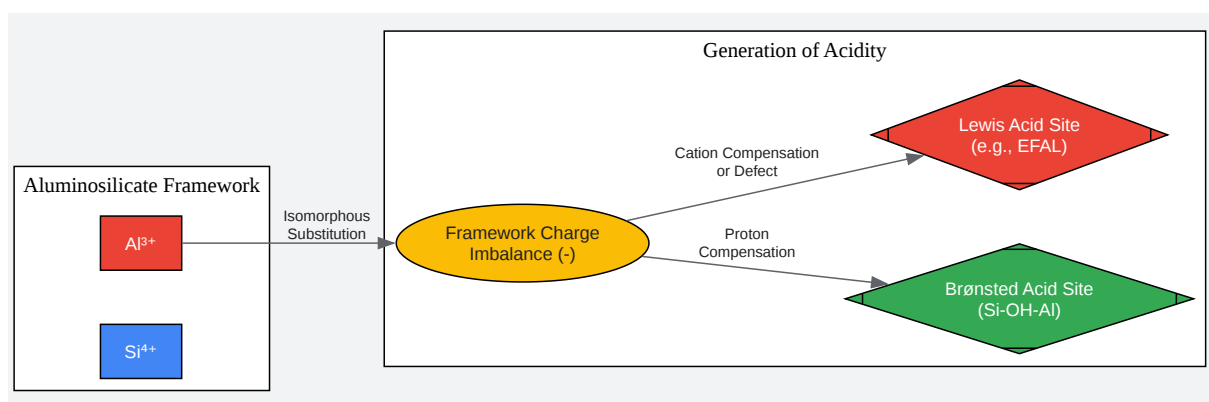 Aluminosilicate Framework
Al³⁺
Si⁴⁺
Isomorphous
Substitution
Generation of Acidity
Framework Charge
Imbalance (-)
Cation Compensation
or Defect
Proton
Compensation
Lewis Acid Site
(e.g., EFAL)
Brønsted Acid Site
(Si-OH-Al)